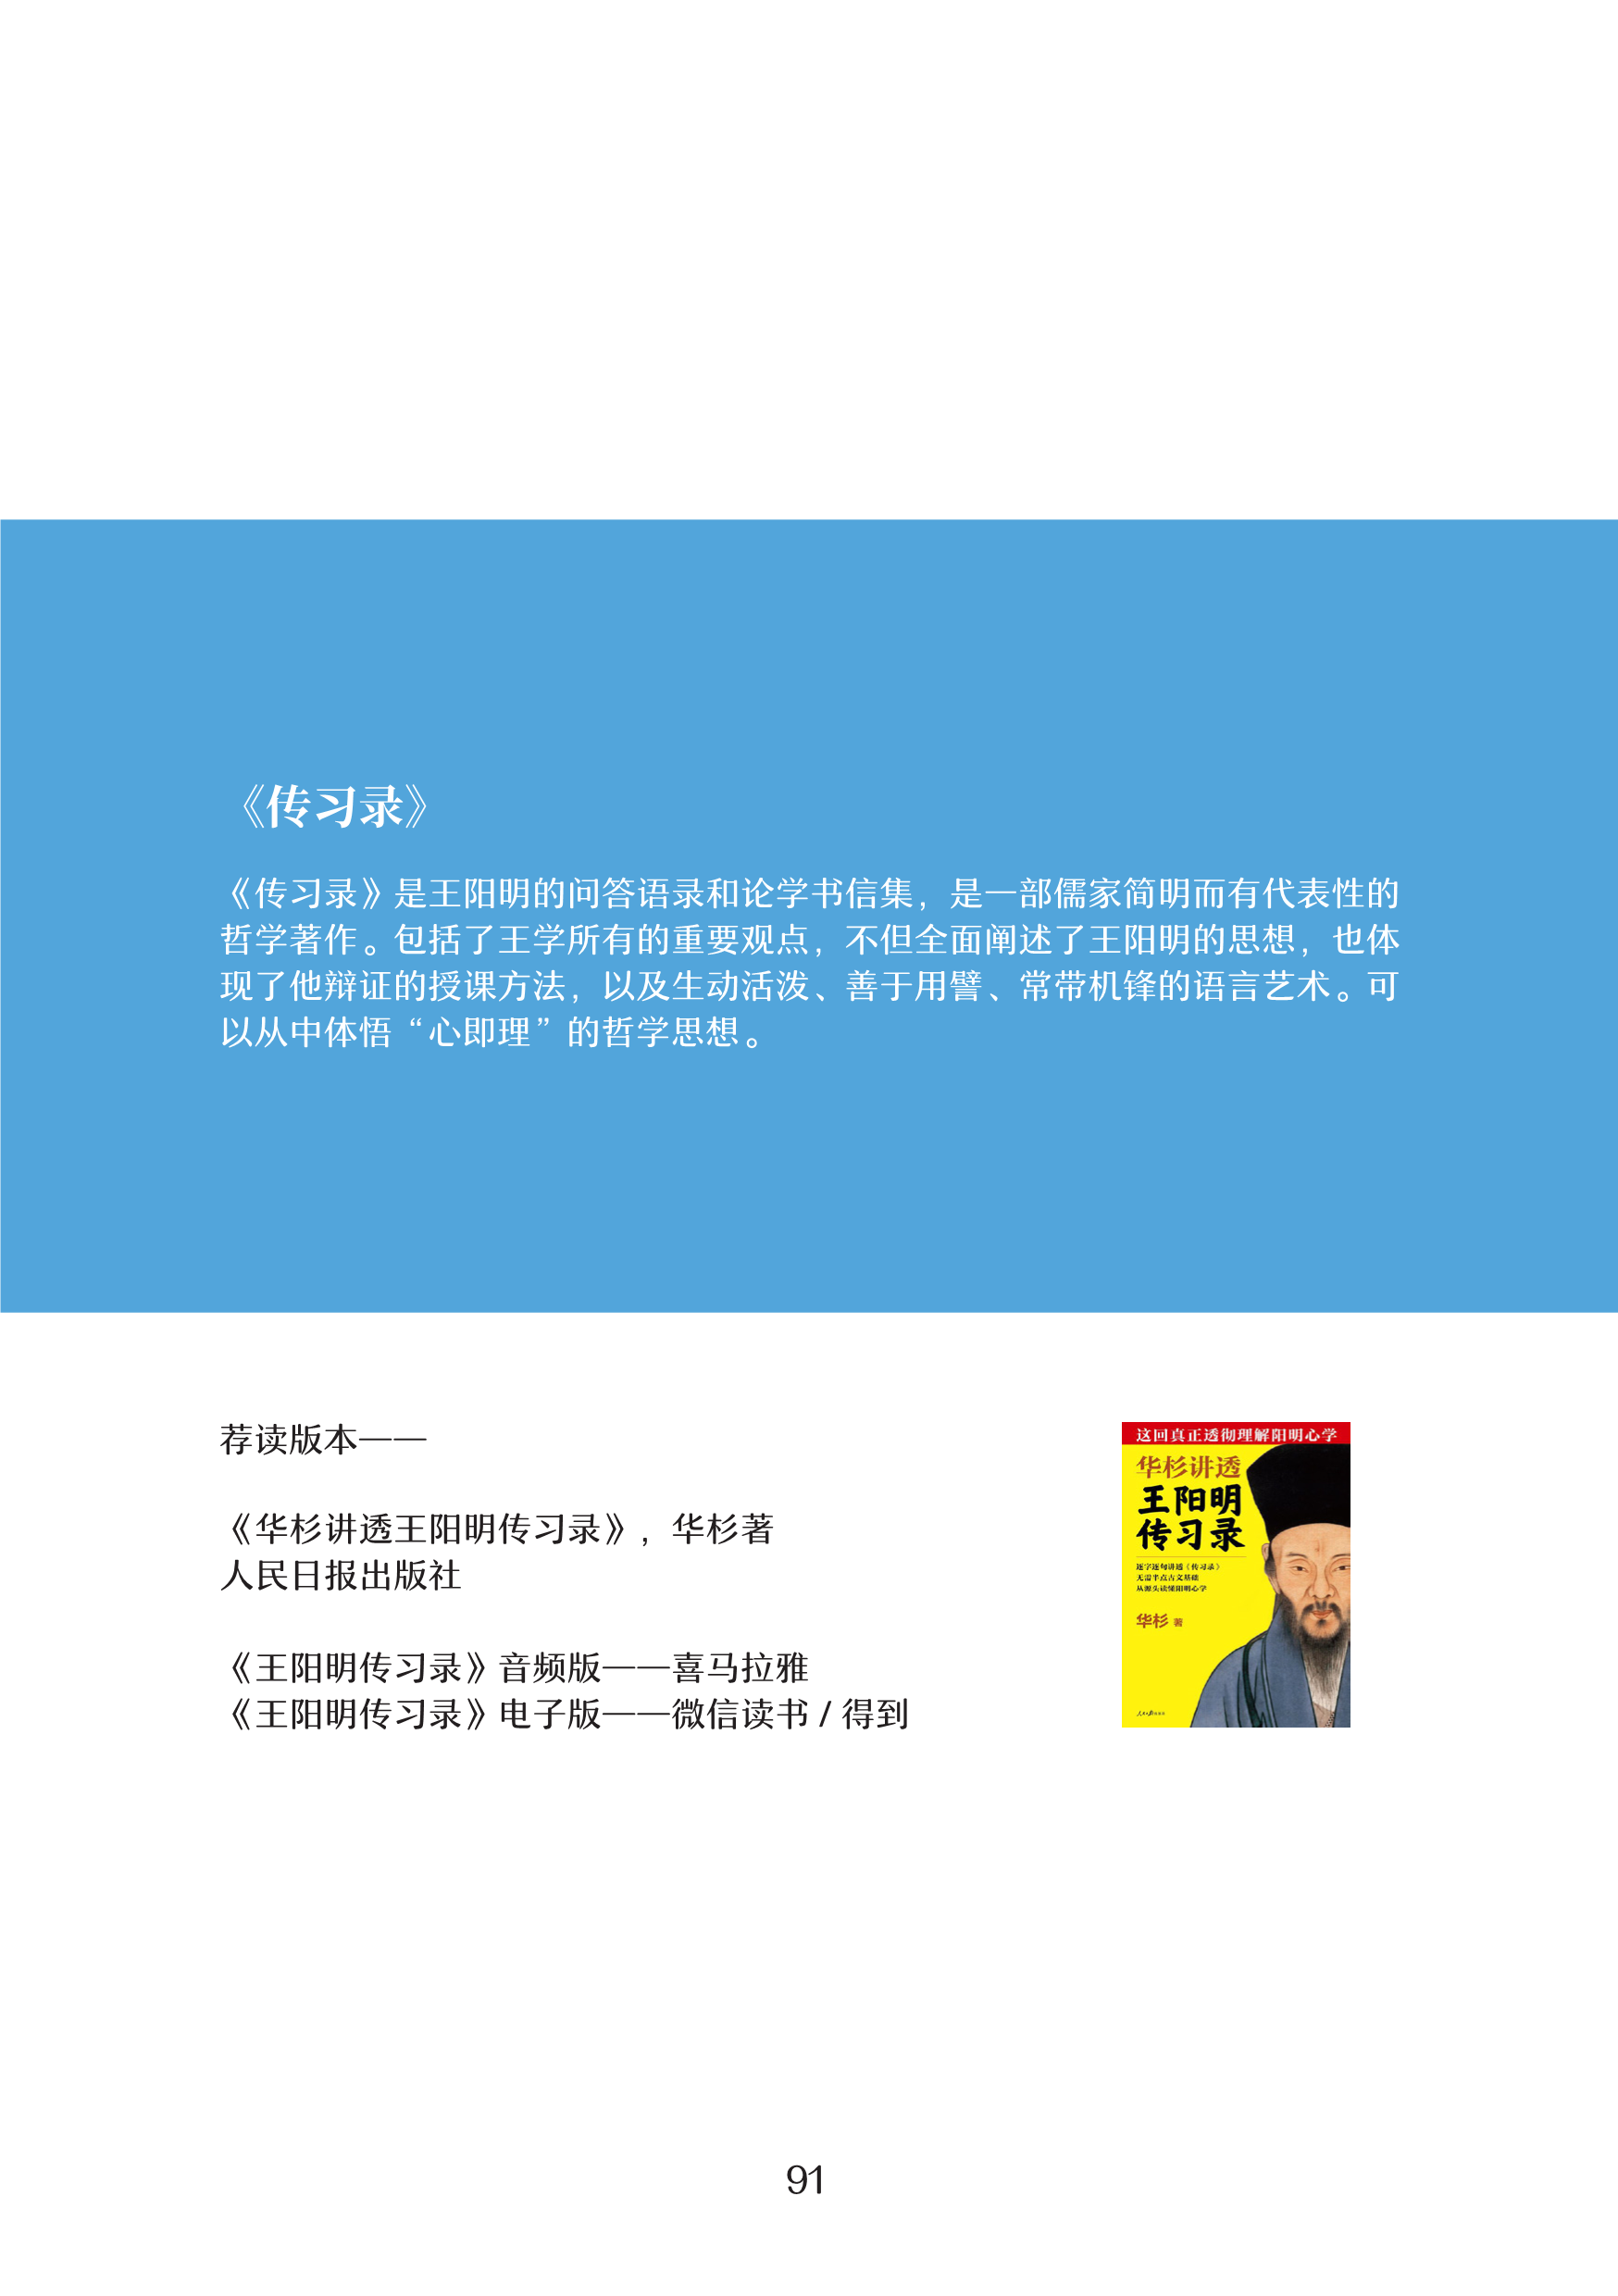 《传习录》
《传习录》是王阳明的问答语录和论学书信集，是一部儒家简明而有代表性的
哲学著作。包括了王学所有的重要观点，不但全面阐述了王阳明的思想，也体
现了他辩证的授课方法，以及生动活泼、善于用譬、常带机锋的语言艺术。可
以从中体悟“心即理”的哲学思想。
荐读版本——
《华杉讲透王阳明传习录》，华杉著
人民日报出版社
《王阳明传习录》音频版——喜马拉雅
《王阳明传习录》电子版——微信读书 / 得到
这回真正透彻理解阳明心学
华杉讲透
王阳明
传习录
逐字逐句讲透《传习录》
无需半点古文基础
从源头读懂阳明心学
华杉 著
人民日报出版社
91